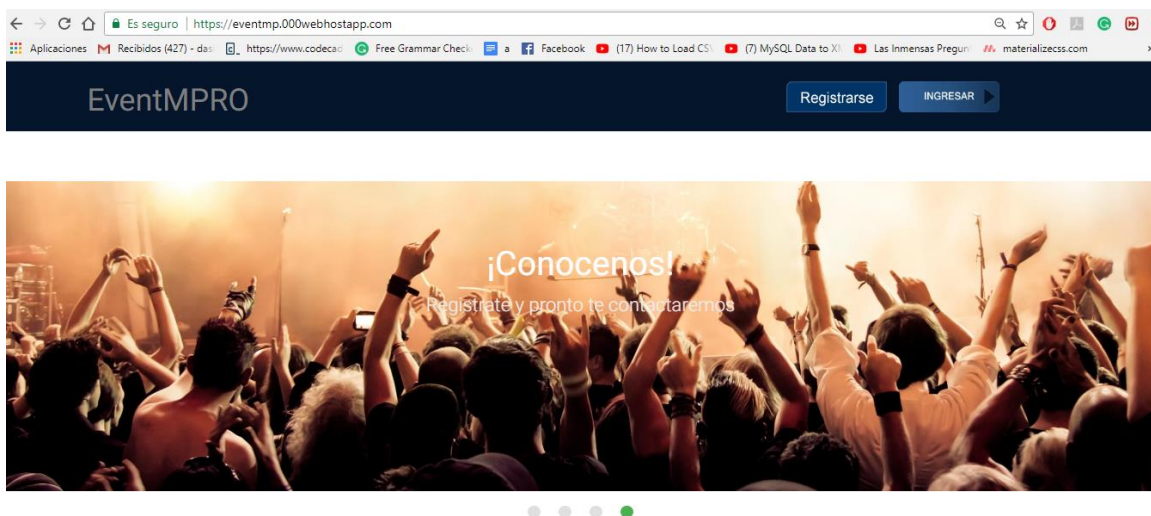 Es seguro | https://eventmp.000webhostapp.com
Aplicaciones Recibidos (427) - das https://www.codecad Free Grammar Check a Facebook (17) How to Load CSV (7) MySQL Data to XM Las Inmensas Pregun materializecss.com
EventMPRO Registrarse INGRESAR
¡Conocenos!
Registrate y pronto te contactaremos